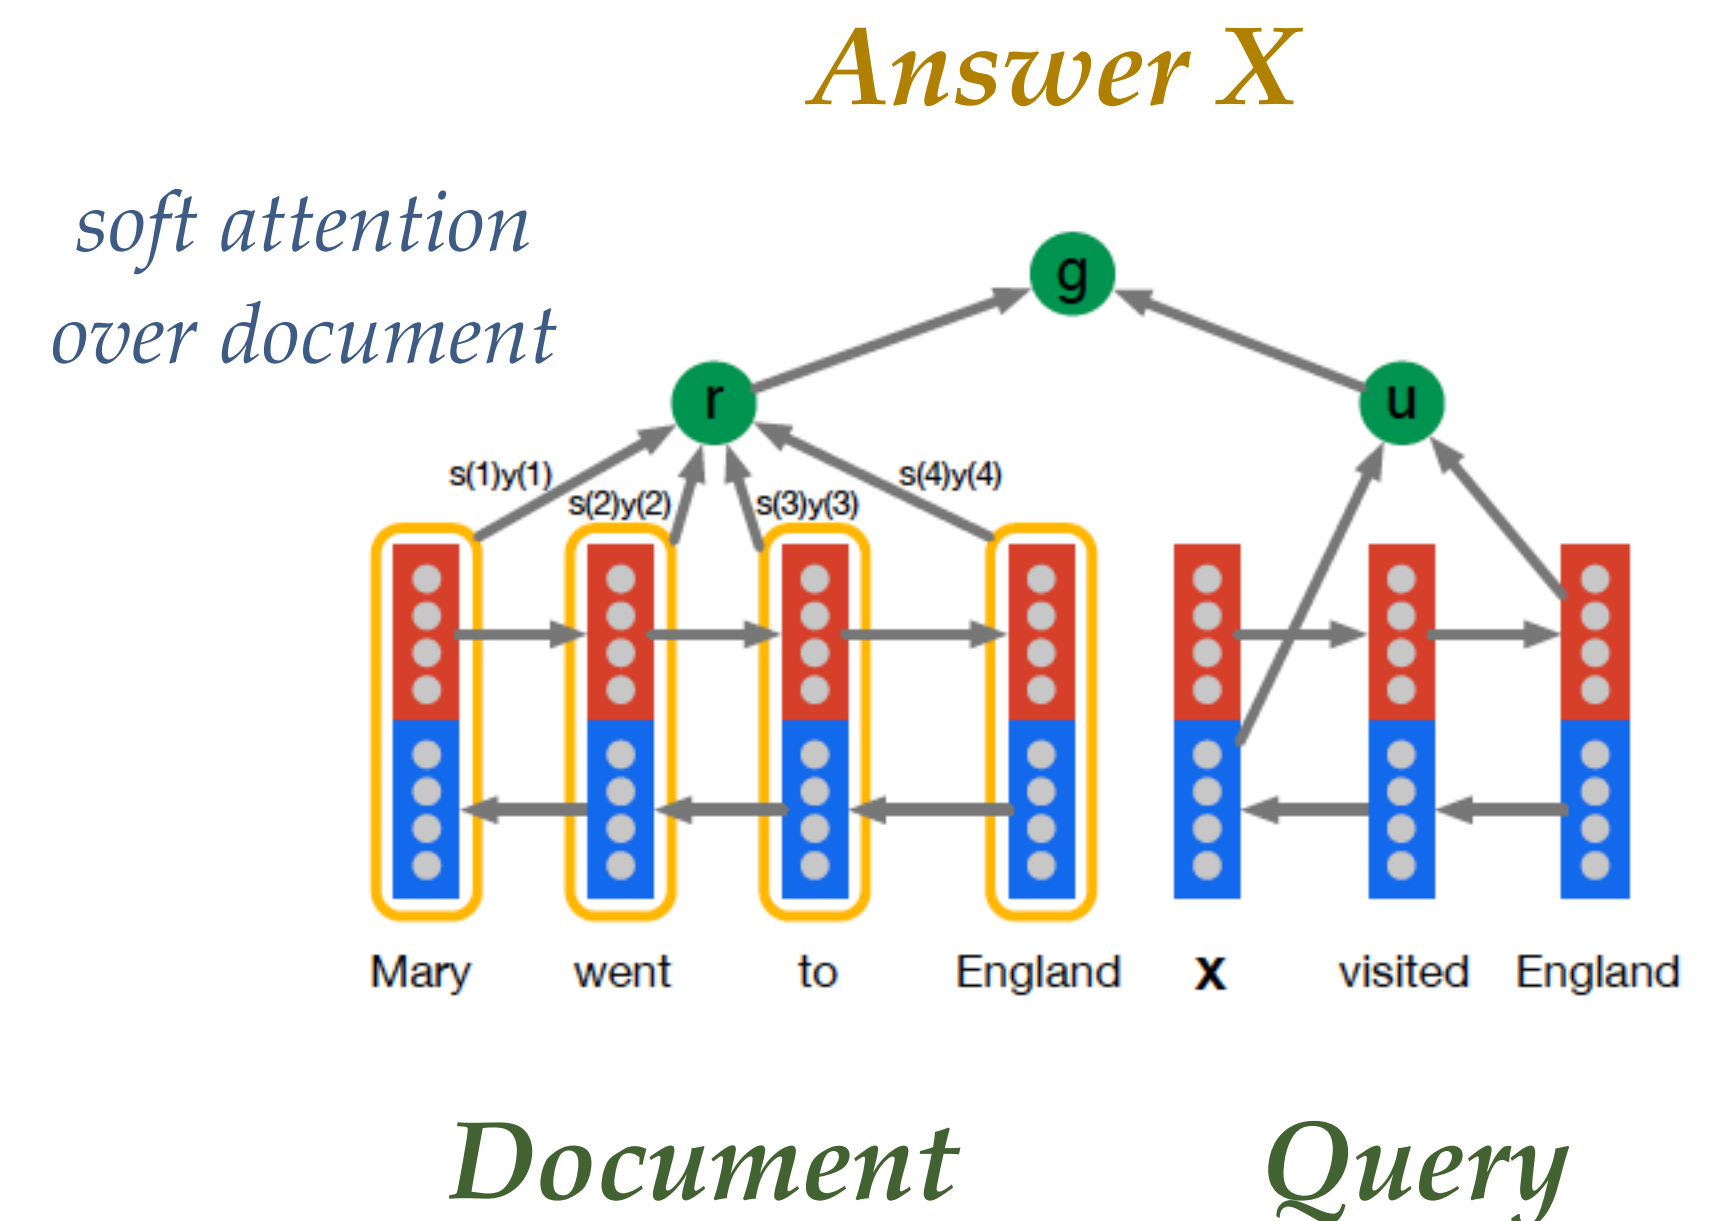 Answer X
soft attention
over document
g
r
u
s(1)y(1)
s(2)y(2)
s(3)y(3)
s(4)y(4)
Mary went to England X visited England
Document Query